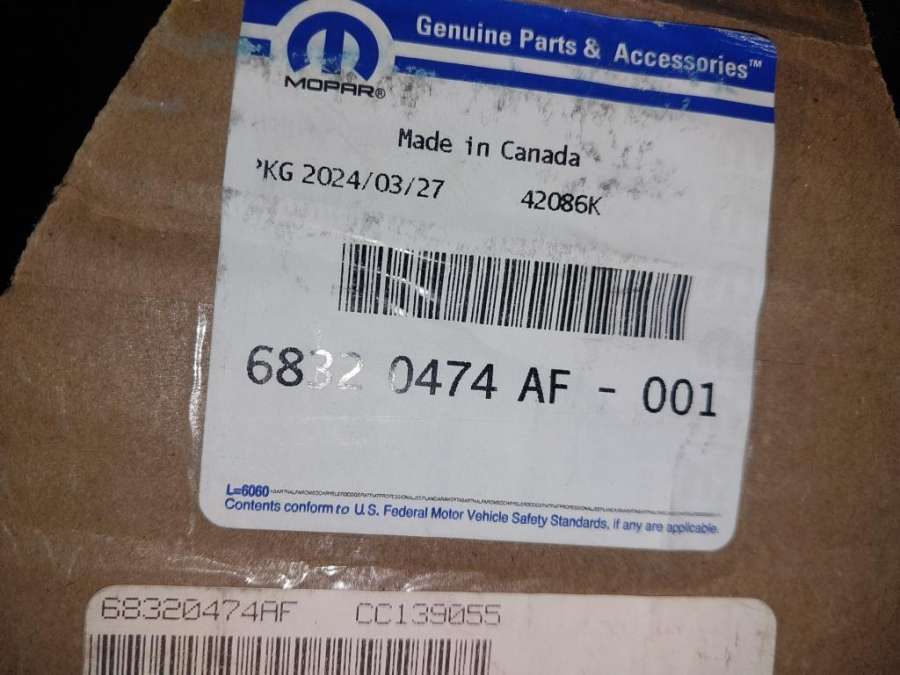 Genuine Parts & Accessories™
MOPAR®
Made in Canada
'KG 2024/03/27 42086K
6832 0474 AF - 001
L=6060
Contents conform to U.S. Federal Motor Vehicle Safety Standards, if any are applicable.
68320474AF CC139055